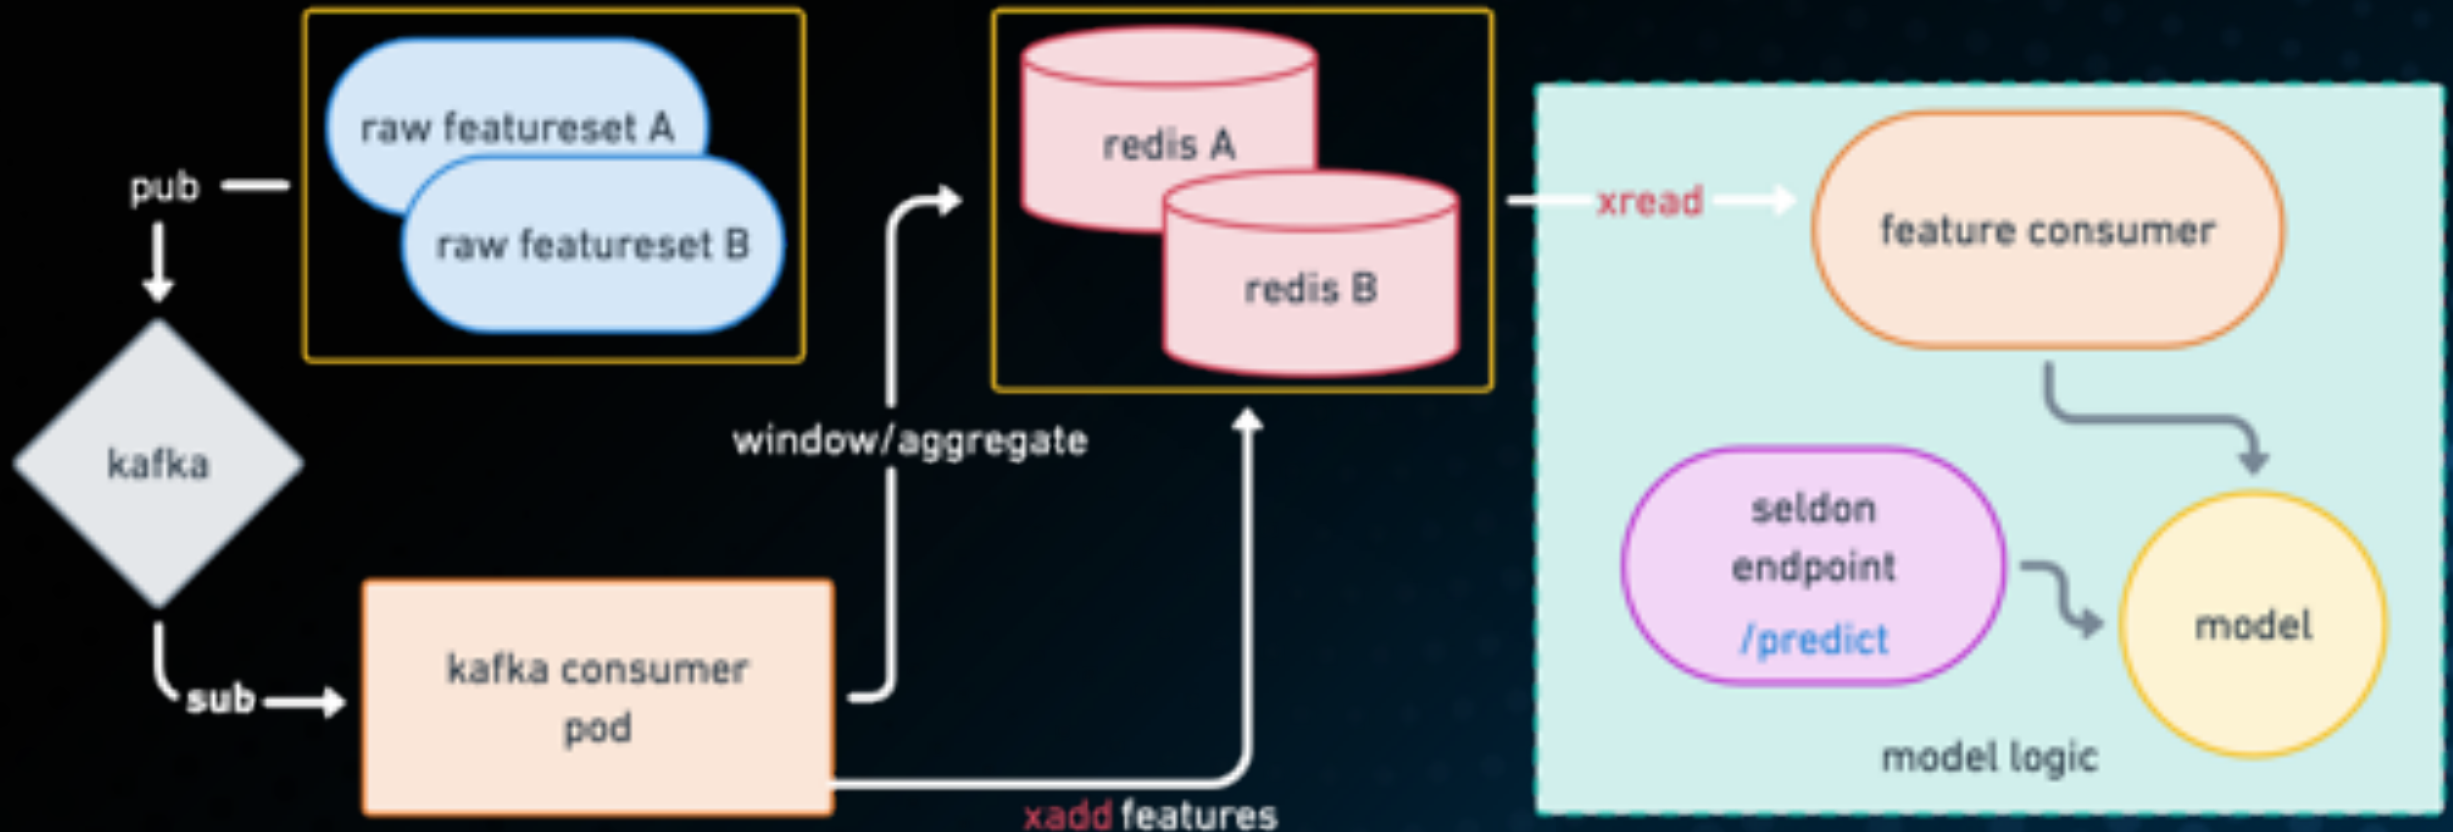 raw featureset A
raw featureset B
pub
kafka
sub
kafka consumer
pod
window/aggregate
xadd features
redis A
redis B
xread
feature consumer
seldon
endpoint
/predict
model
model logic